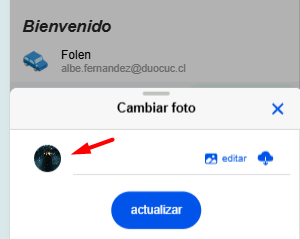 Bienvenido
Folen
albe.fernandez@duocuc.cl
Cambiar foto
editar
actualizar